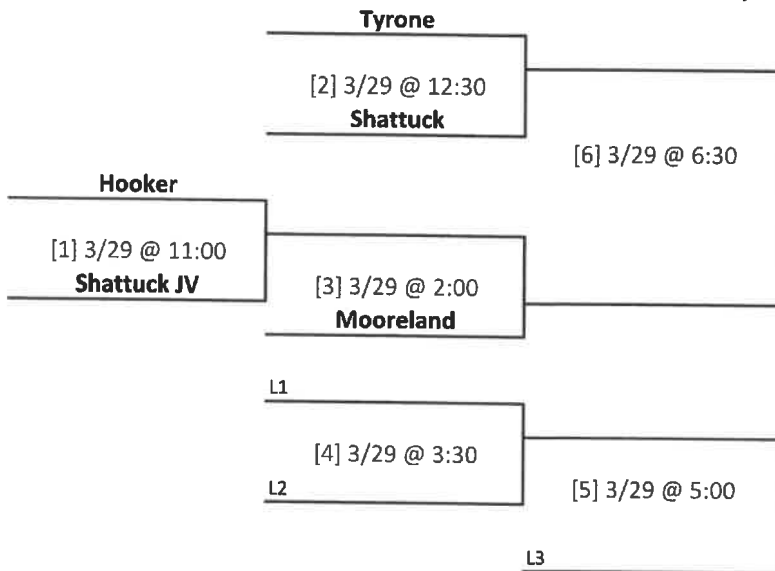 Tyrone
[2] 3/29 @ 12:30
Shattuck
[6] 3/29 @ 6:30
Hooker
[1] 3/29 @ 11:00
Shattuck JV
[3] 3/29 @ 2:00
Mooreland
L1
[4] 3/29 @ 3:30
L2
[5] 3/29 @ 5:00
L3